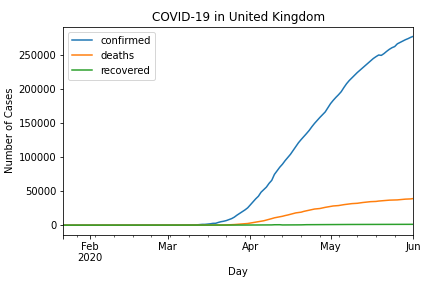 COVID-19 in United Kingdom
confirmed
deaths
recovered
Number of Cases
250000
200000
150000
100000
50000
0
Feb Mar Apr May Jun
2020
Day